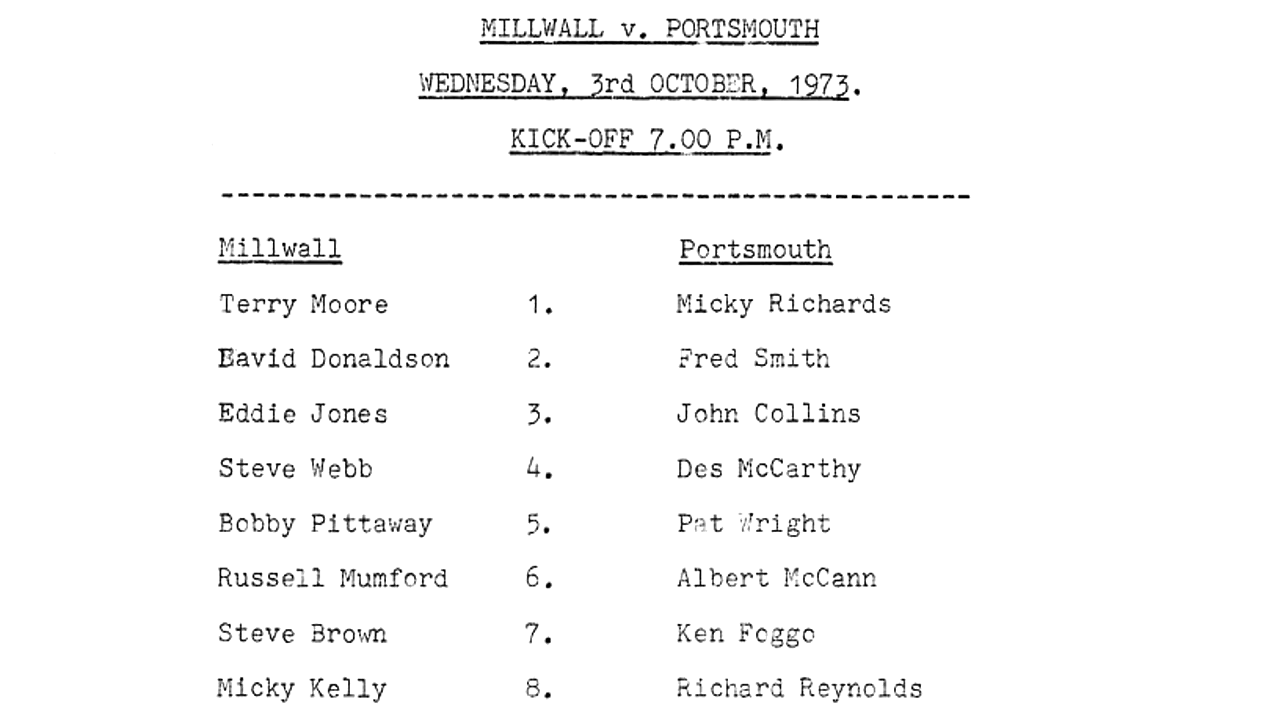 MILLWALL v. PORTSMOUTH
WEDNESDAY, 3rd OCTOBER, 1973.
KICK-OFF 7.00 P.M.
-------------------------------------------------
Millwall Portsmouth
Terry Moore 1. Micky Richards
David Donaldson 2. Fred Smith
Eddie Jones 3. John Collins
Steve Webb 4. Des McCarthy
Bobby Pittaway 5. Pat Wright
Russell Mumford 6. Albert McCann
Steve Brown 7. Ken Foggo
Micky Kelly 8. Richard Reynolds